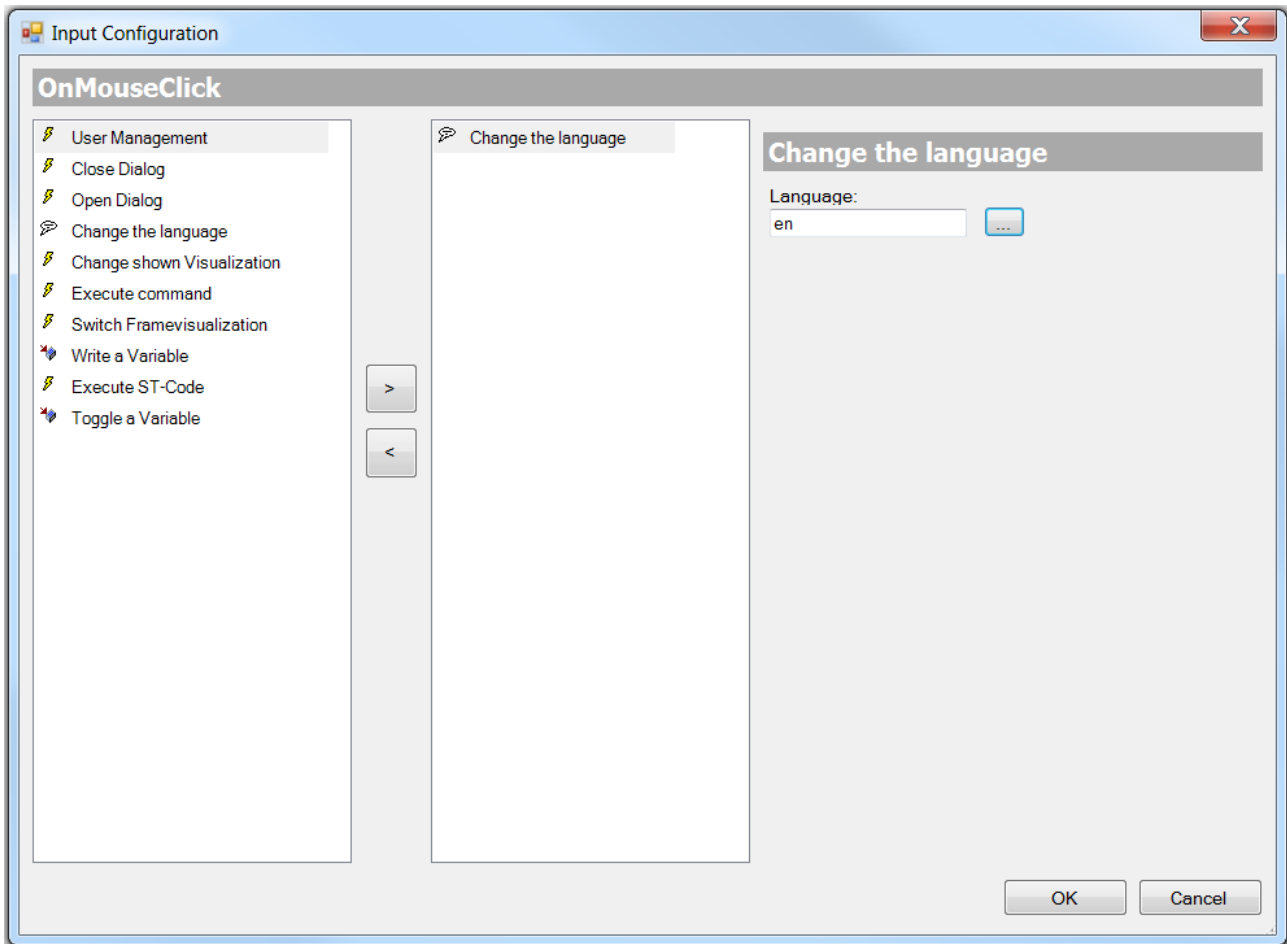 Input Configuration
X
OnMouseClick
User Management
Close Dialog
Open Dialog
Change the language
Change shown Visualization
Execute command
Switch Framevisualization
Write a Variable
Execute ST-Code
Toggle a Variable
>
<
Change the language
Change the language
Language:
en
...
OK
Cancel